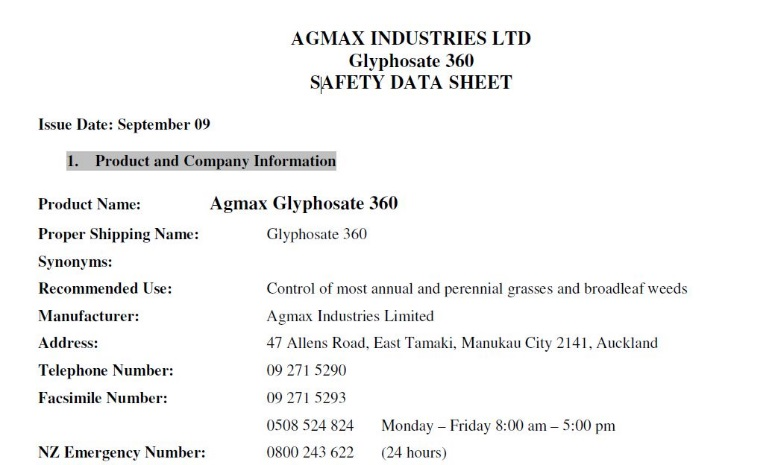 AGMAX INDUSTRIES LTD
Glyphosate 360
SAFETY DATA SHEET
Issue Date: September 09
1. Product and Company Information
Product Name: Agmax Glyphosate 360
Proper Shipping Name: Glyphosate 360
Synonyms:
Recommended Use: Control of most annual and perennial grasses and broadleaf weeds
Manufacturer: Agmax Industries Limited
Address: 47 Allens Road, East Tamaki, Manukau City 2141, Auckland
Telephone Number: 09 271 5290
Facsimile Number: 09 271 5293
0508 524 824 Monday – Friday 8:00 am – 5:00 pm
NZ Emergency Number: 0800 243 622 (24 hours)